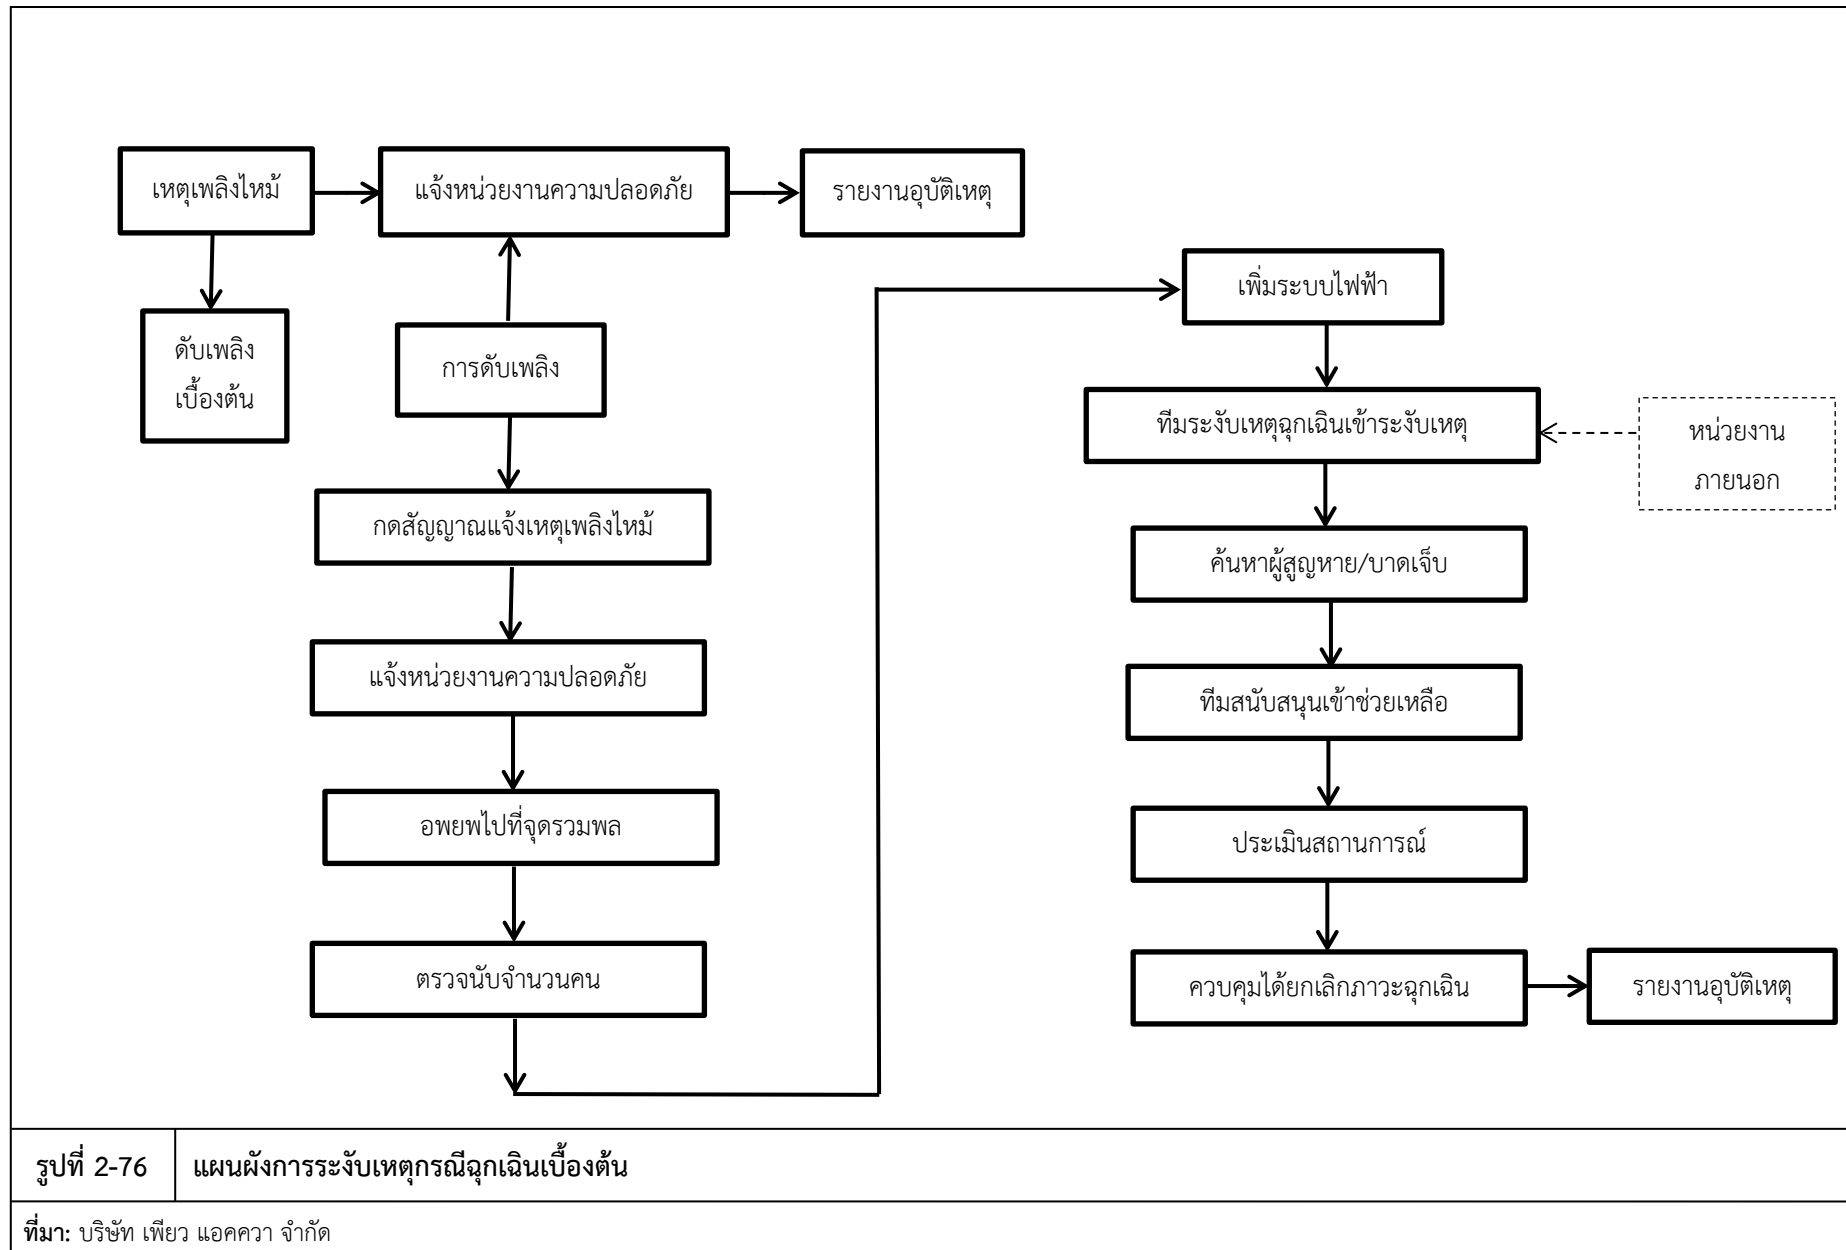 เหตุเพลิงไหม้
แจ้งหน่วยงานความปลอดภัย
รายงานอุบัติเหตุ
ดับเพลิง
เบื้องต้น
การดับเพลิง
กดสัญญาณแจ้งเหตุเพลิงไหม้
แจ้งหน่วยงานความปลอดภัย
อพยพไปที่จุดรวมพล
ตรวจนับจำนวนคน
เพิ่มระบบไฟฟ้า
ทีมระงับเหตุฉุกเฉินเข้าระงับเหตุ
หน่วยงาน
ภายนอก
ค้นหาผู้สูญหาย/บาดเจ็บ
ทีมสนับสนุนเข้าช่วยเหลือ
ประเมินสถานการณ์
ควบคุมได้ยกเลิกภาวะฉุกเฉิน
รายงานอุบัติเหตุ
รูปที่ 2-76 แผนผังการระงับเหตุกรณีฉุกเฉินเบื้องต้น
ที่มา: บริษัท เพียว แอคควา จำกัด